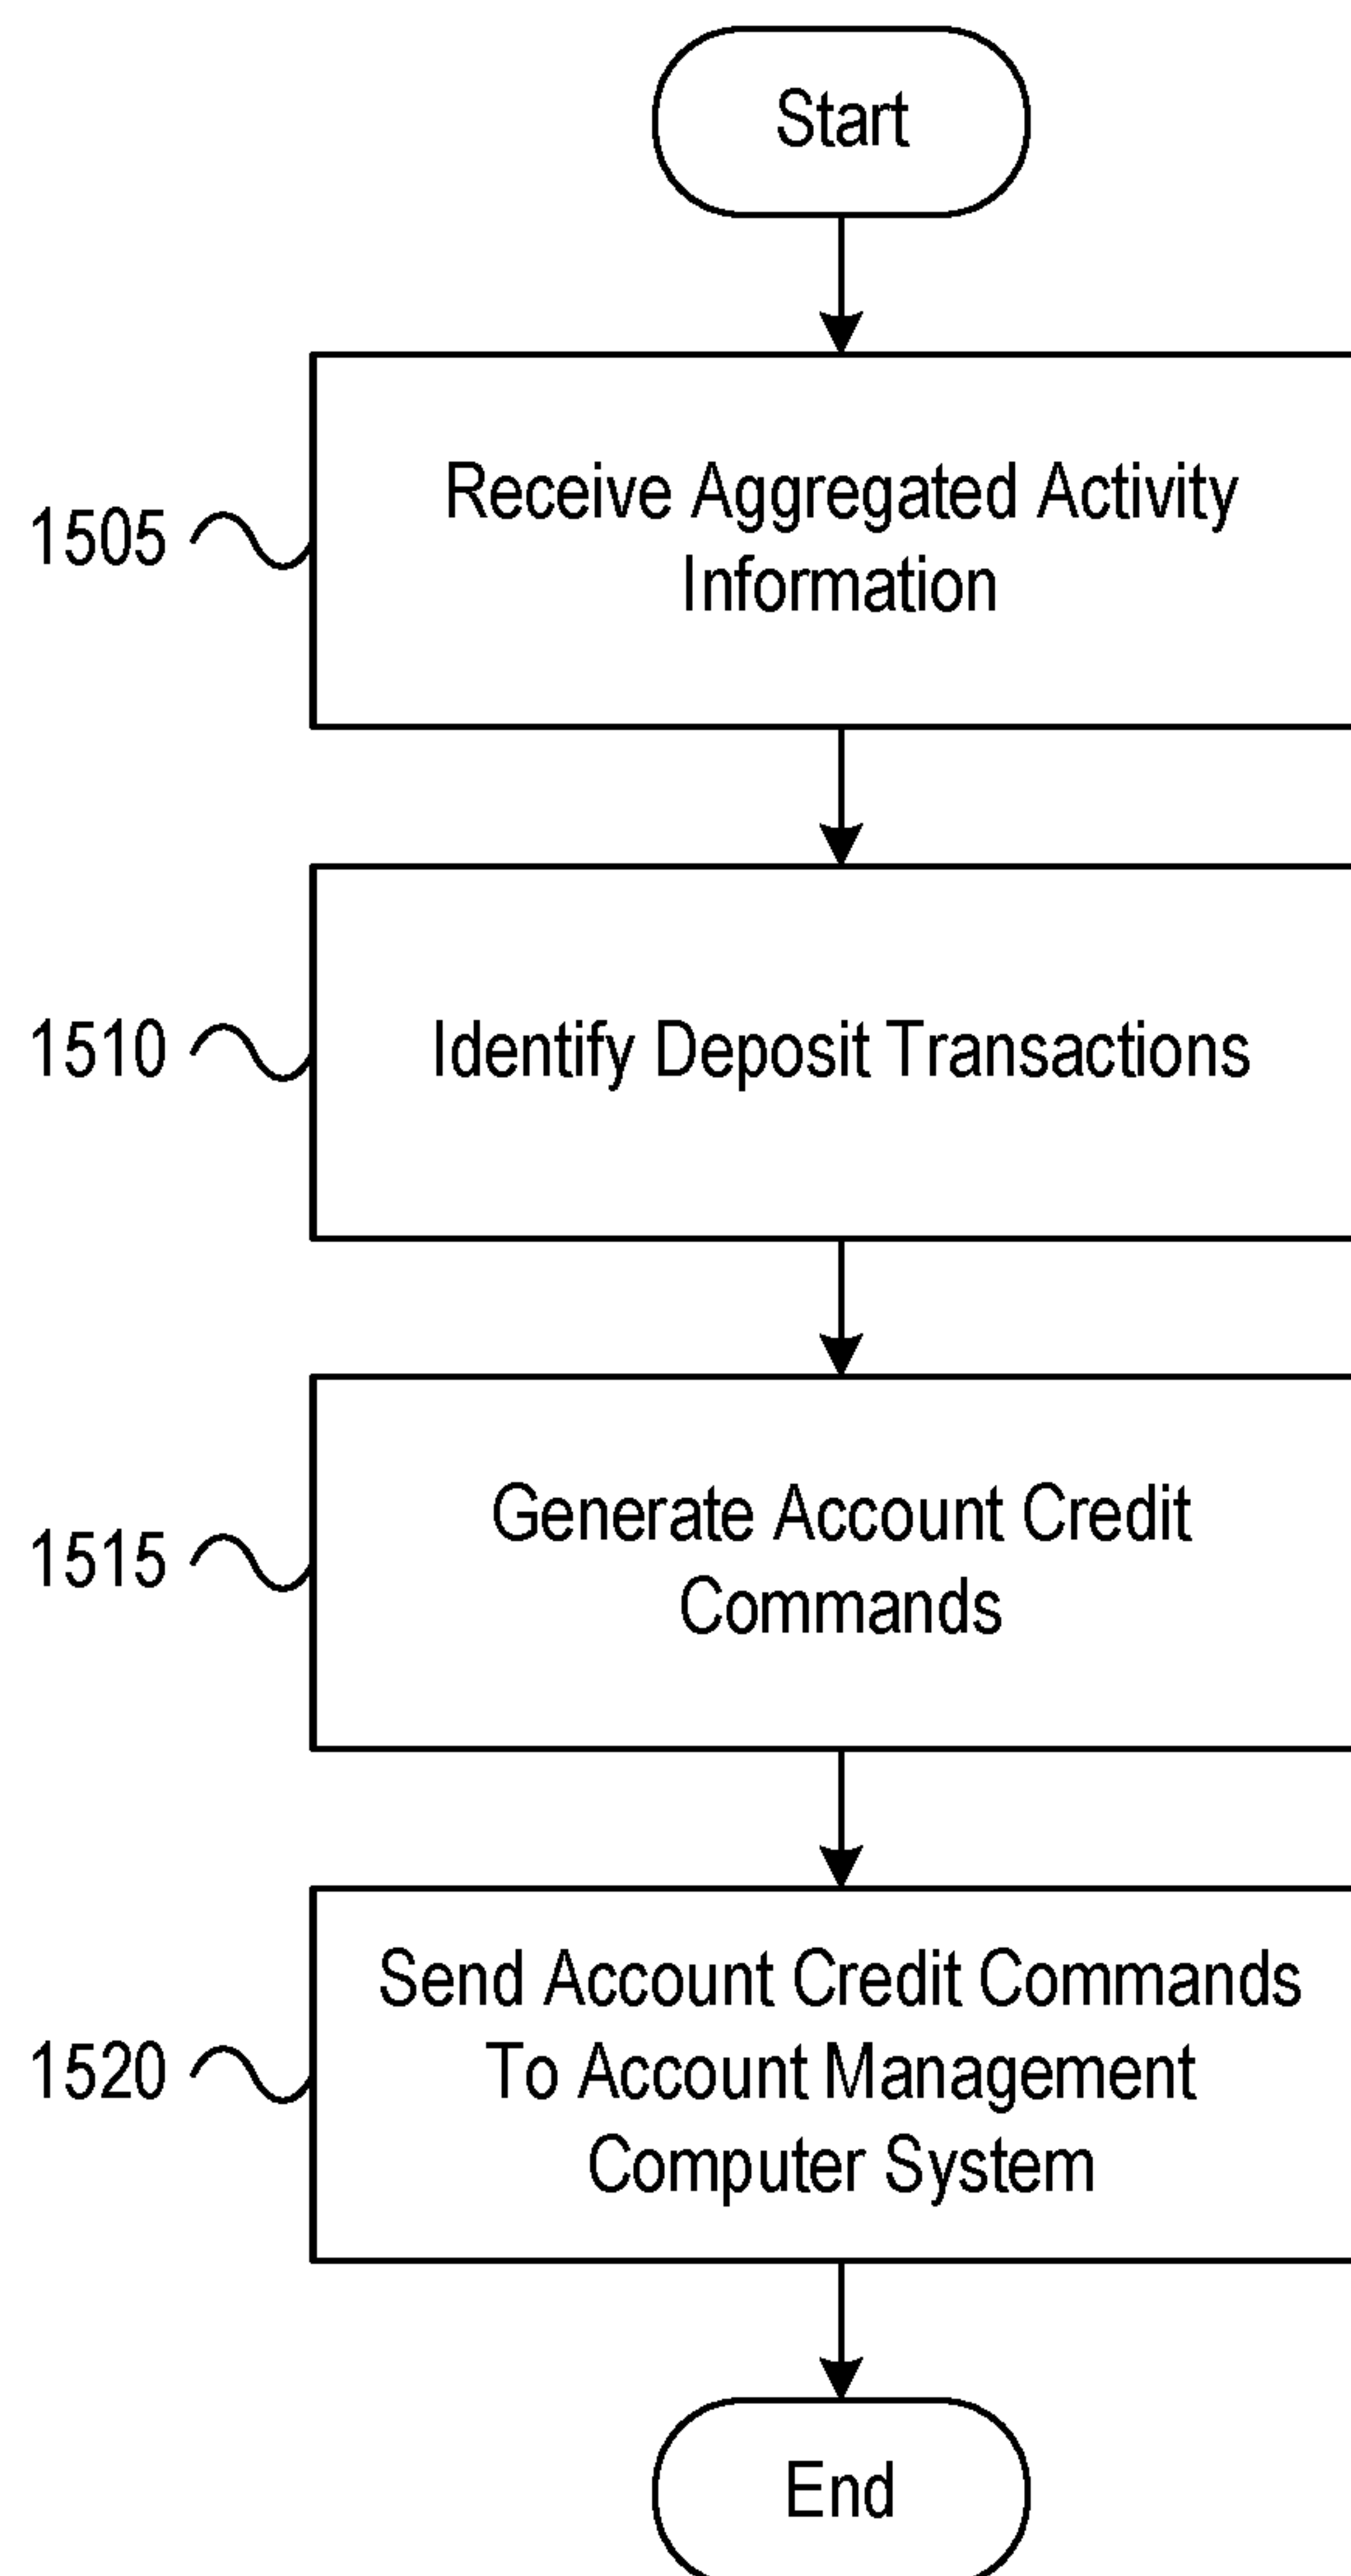 Start
1505
Receive Aggregated Activity
Information
1510
Identify Deposit Transactions
1515
Generate Account Credit
Commands
1520
Send Account Credit Commands
To Account Management
Computer System
End